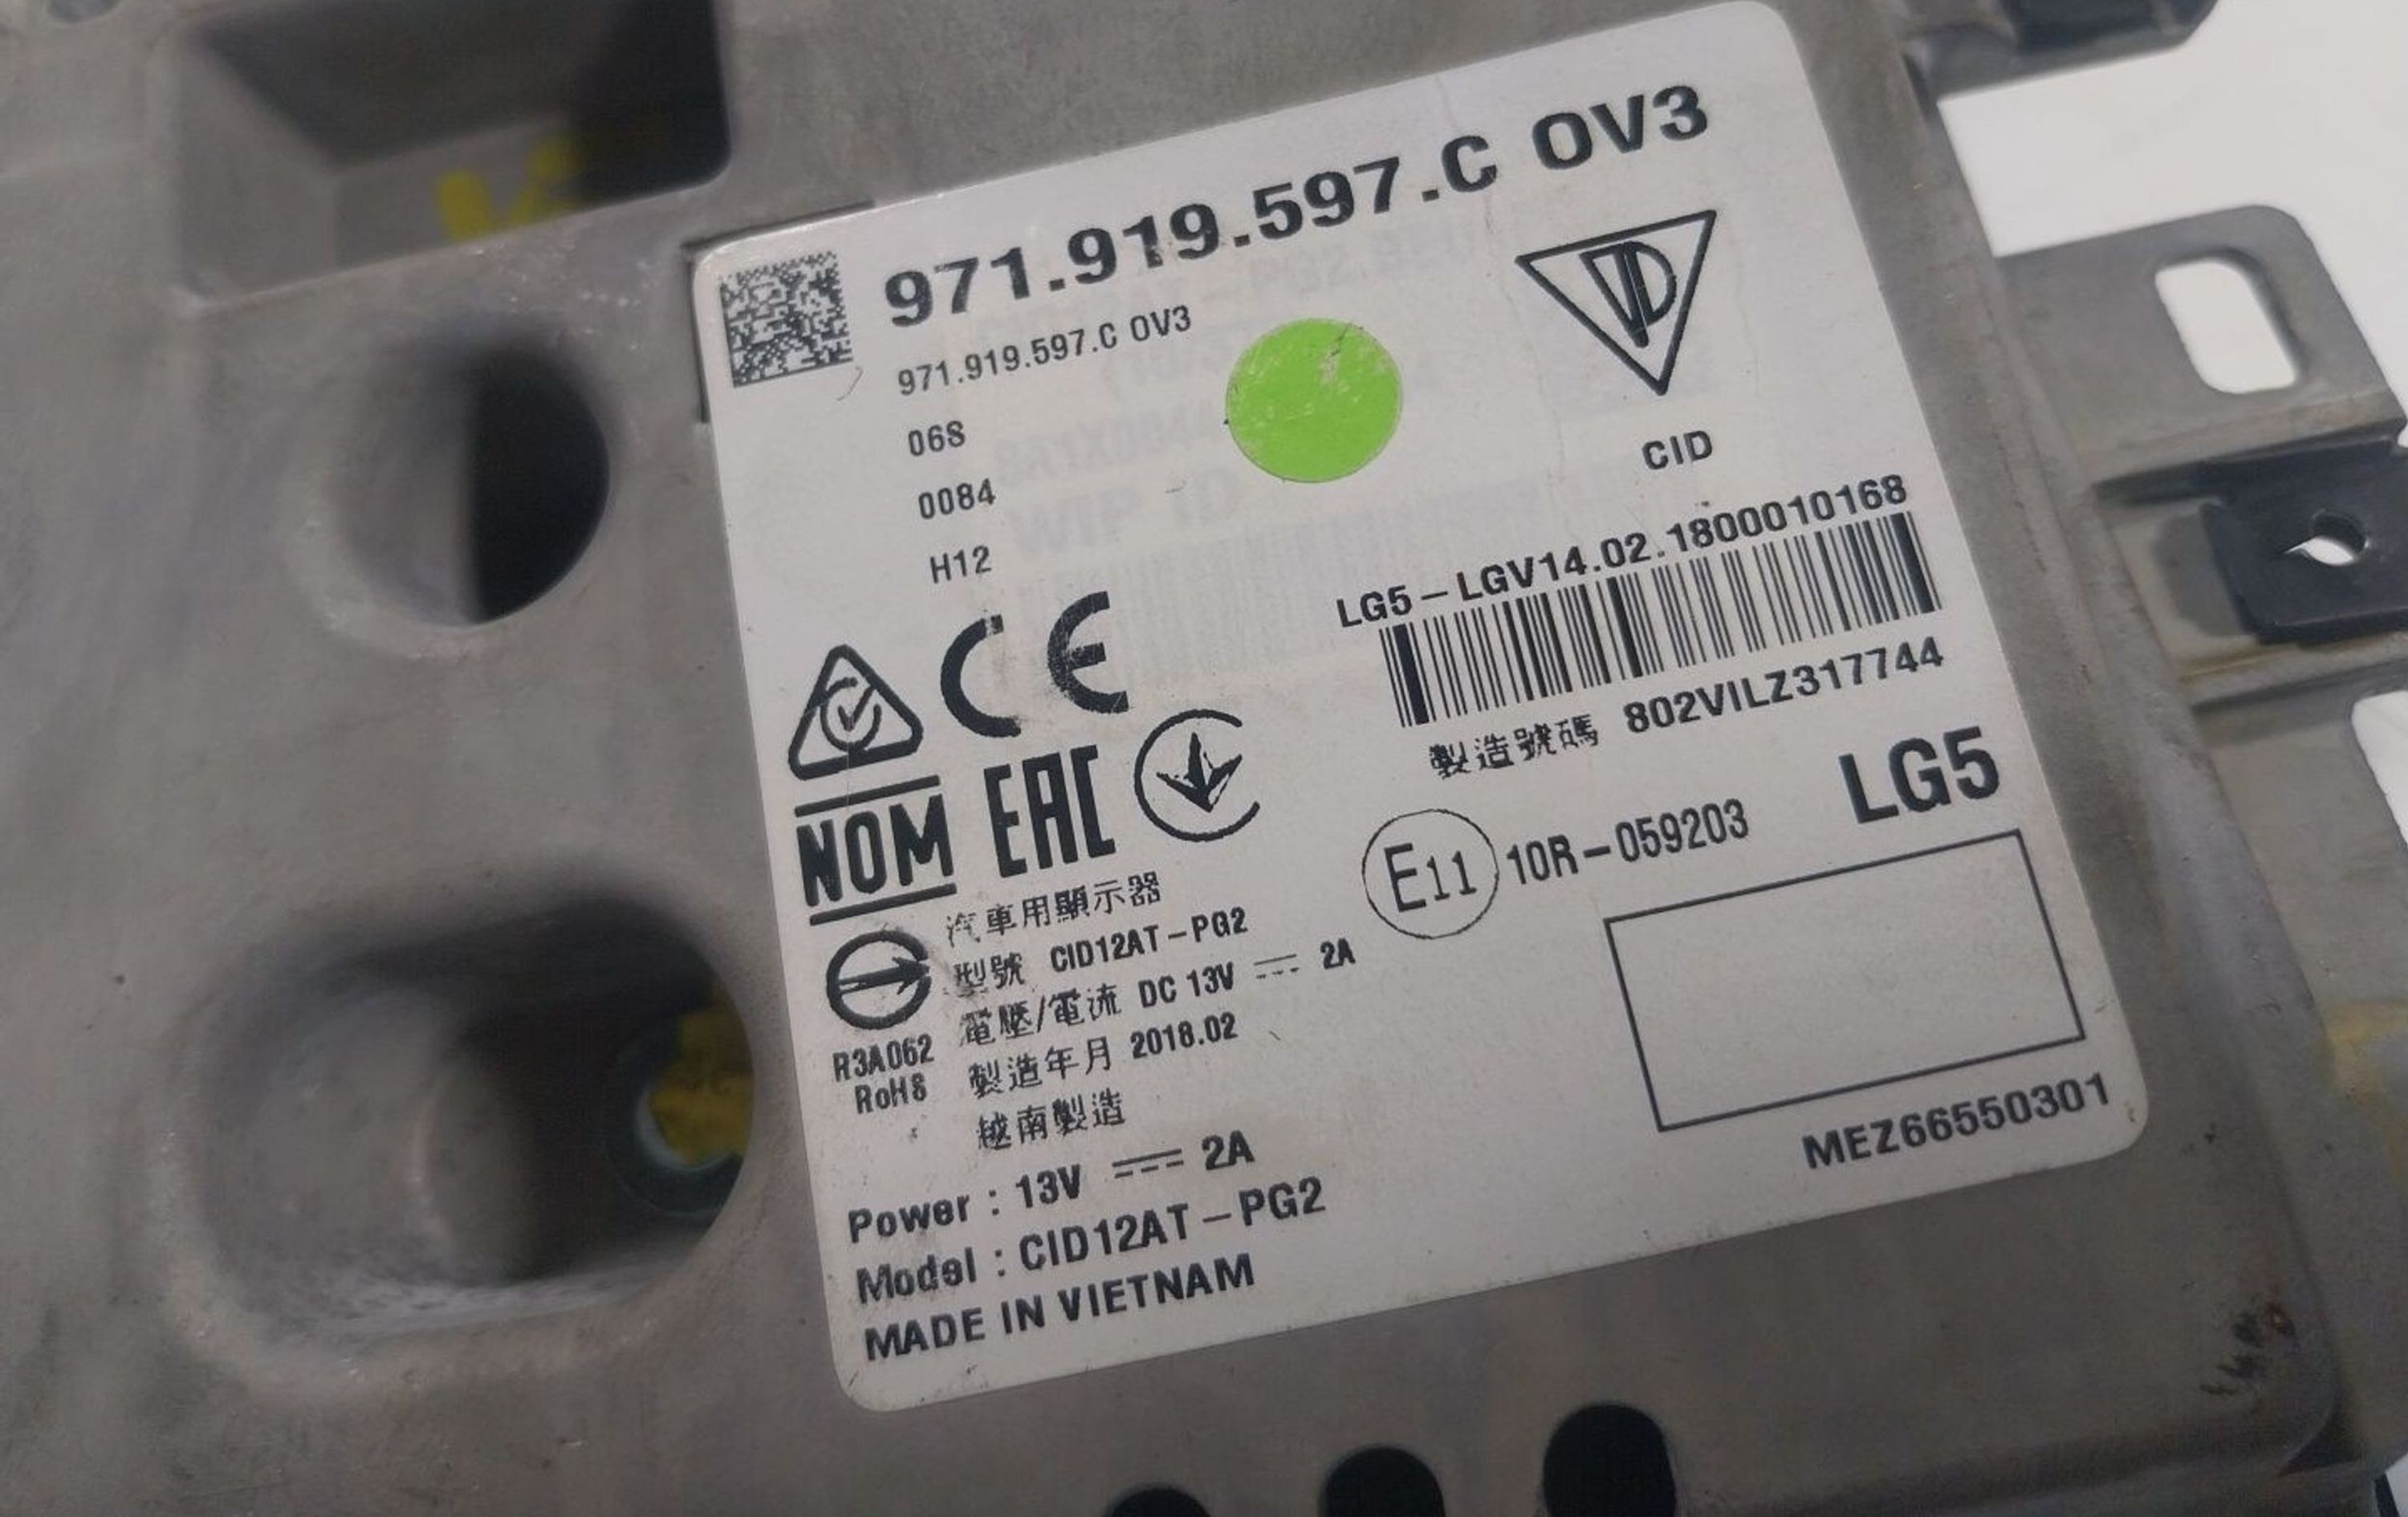 971.919.597.C OV3
971.919.597.C OV3
06S
0084
H12
CID
LG5-LGV14.02.1800010168
製造號碼 802VILZ317744
LG5
CE
NOM
EAC
E11 10R-059203
汽車用顯示器
型號 CID12AT-PG2
電壓/電流 DC 13V 2A
製造年月 2018.02
越南製造
R3A062
RoHS
Power : 13V 2A
Model : CID12AT-PG2
MADE IN VIETNAM
MEZ66550301